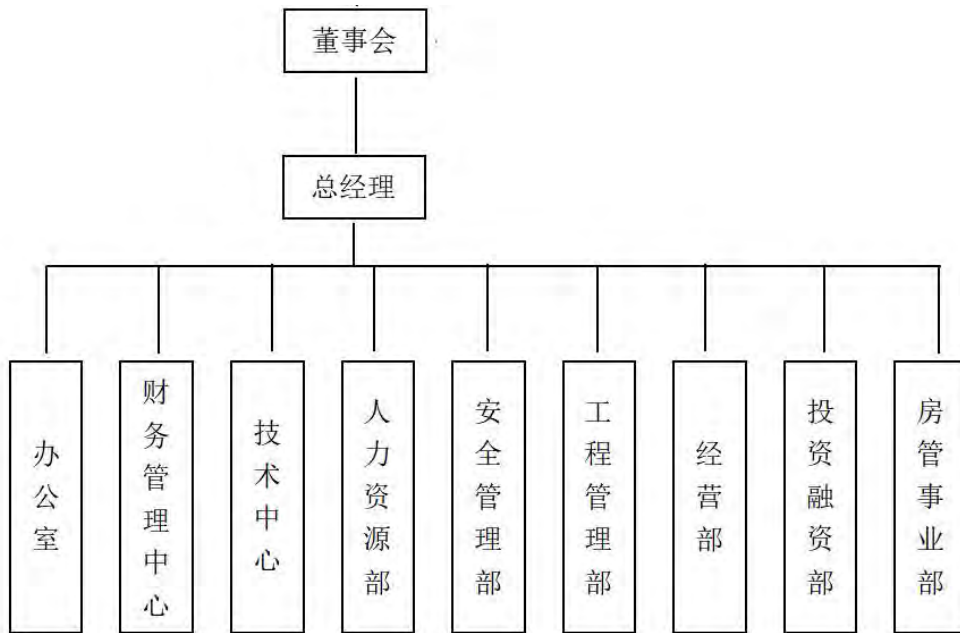 董事会
总经理
办公室
财务管理中心
技术中心
人力资源部
安全管理部
工程管理部
经营部
投资融资部
房管事业部